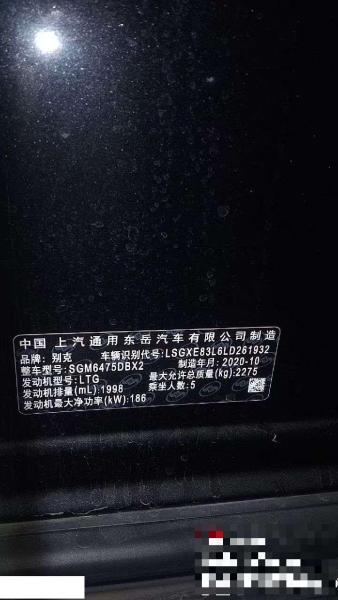 中国 上汽通用东岳汽车有限公司制造
品牌: 别克 车辆识别代号: LSGXE83L6LD261932
整车型号: SGM6475DBX2 制造年月: 2020-10
发动机型号: LTG 最大允许总质量(kg): 2275
发动机排量(mL): 1998 乘坐人数: 5
发动机最大净功率(kW): 186